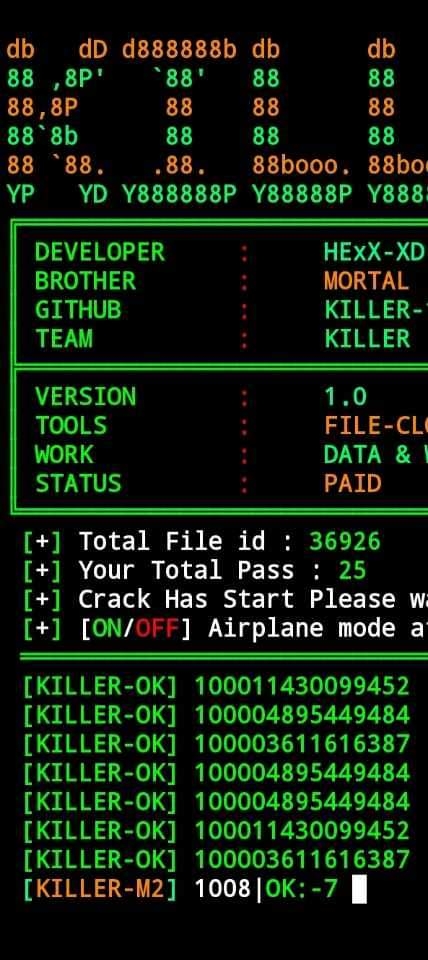 db   dD d888888b db      db
88 ,8P'   `88'   88      88
88,8P      88    88      88
88`8b      88    88      88
88 `88.   .88.   88booo. 88boo
YP   YD Y888888P Y88888P Y888
DEVELOPER : HExX-XD
BROTHER : MORTAL
GITHUB : KILLER-
TEAM : KILLER
VERSION : 1.0
TOOLS : FILE-CLO
WORK : DATA &
STATUS : PAID
[+] Total File id : 36926
[+] Your Total Pass : 25
[+] Crack Has Start Please wa
[+] [ON/OFF] Airplane mode at
[KILLER-OK] 100011430099452
[KILLER-OK] 100004895449484
[KILLER-OK] 100003611616387
[KILLER-OK] 100004895449484
[KILLER-OK] 100004895449484
[KILLER-OK] 100011430099452
[KILLER-OK] 100003611616387
[KILLER-M2] 1008|OK:-7